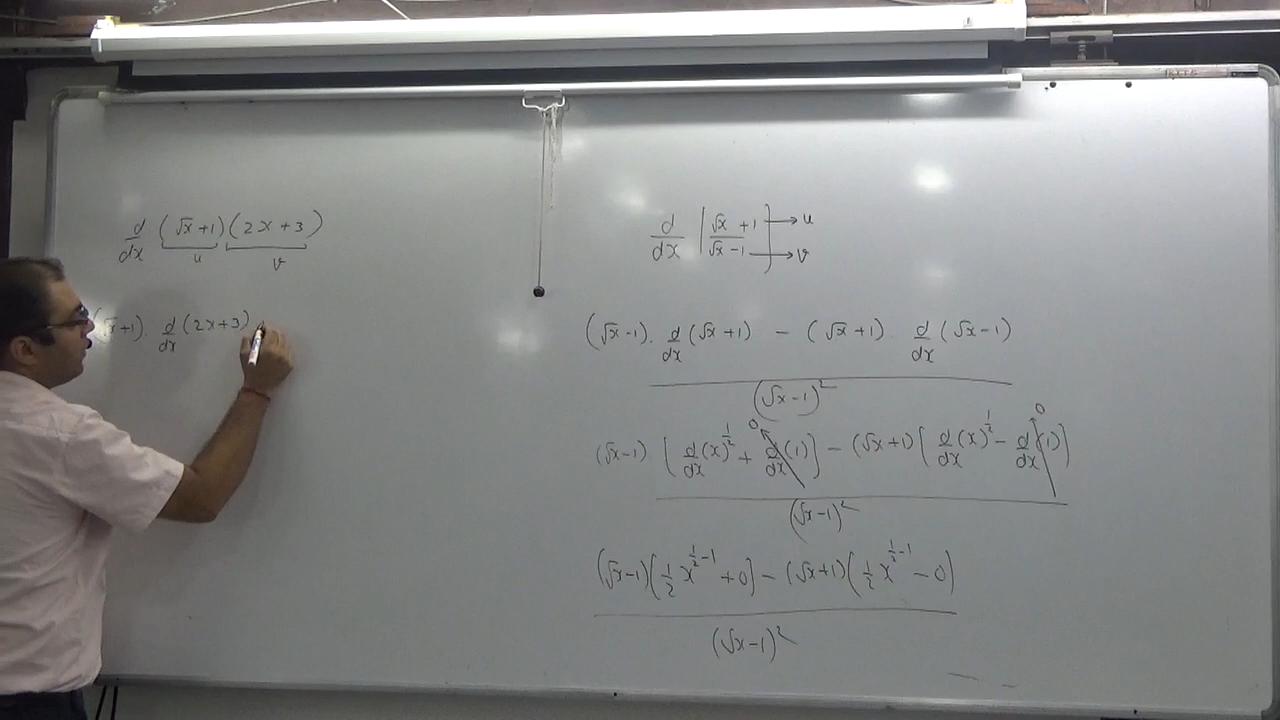 d/dx (√x+1)(2x+3)
u v
(√x+1). d/dx (2x+3)
d/dx [(√x+1)/(√x-1)] → u → v
(√x-1). d/dx (√x+1) - (√x+1) d/dx (√x-1)
(√x-1)²
(√x-1) [d/dx (x)^½ + d/dx (1)] - (√x+1) [d/dx (x)^½ - d/dx (1)]
0 0
(√x-1)²
(√x-1)(½ x^(½-1) + 0) - (√x+1)(½ x^(½-1) - 0)
(√x-1)²